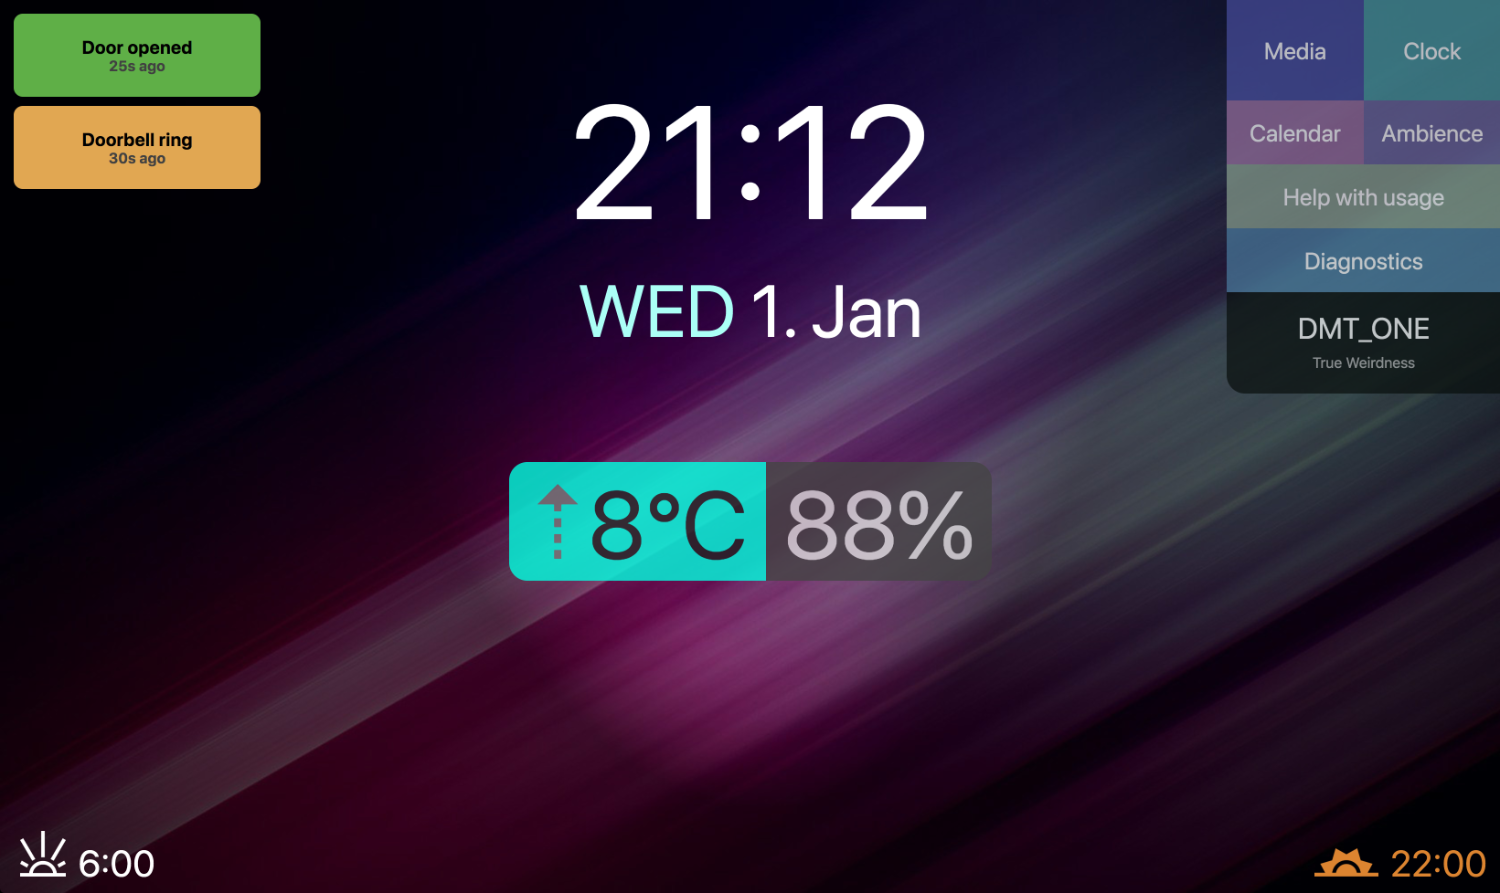 Door opened
25s ago
Doorbell ring
30s ago
21:12
WED 1. Jan
8°C 88%
Media Clock
Calendar Ambience
Help with usage
Diagnostics
DMT_ONE
True Weirdness
6:00
22:00